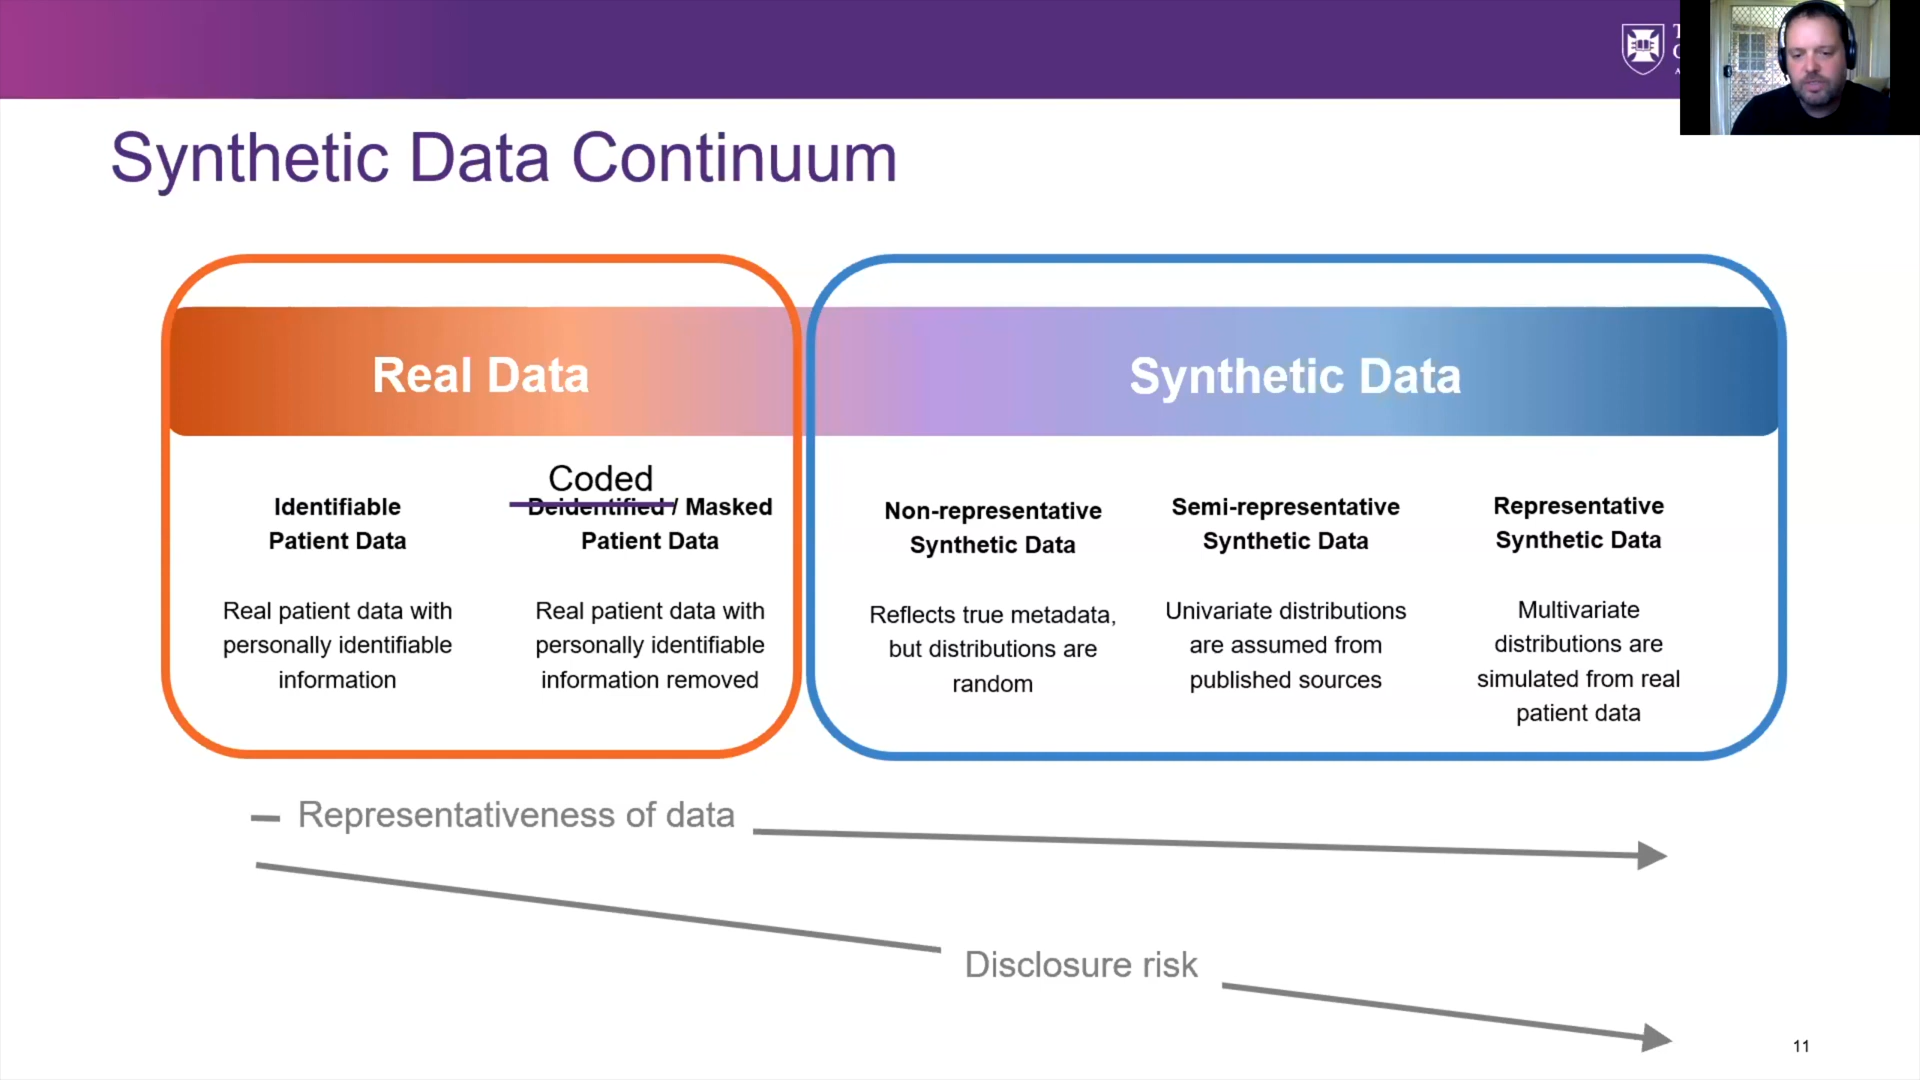 Synthetic Data Continuum
Real Data
Synthetic Data
Coded
Identifiable
Patient Data
Deidentified / Masked
Patient Data
Non-representative
Synthetic Data
Semi-representative
Synthetic Data
Representative
Synthetic Data
Real patient data with
personally identifiable
information
Real patient data with
personally identifiable
information removed
Reflects true metadata,
but distributions are
random
Univariate distributions
are assumed from
published sources
Multivariate
distributions are
simulated from real
patient data
Representativeness of data
Disclosure risk
11